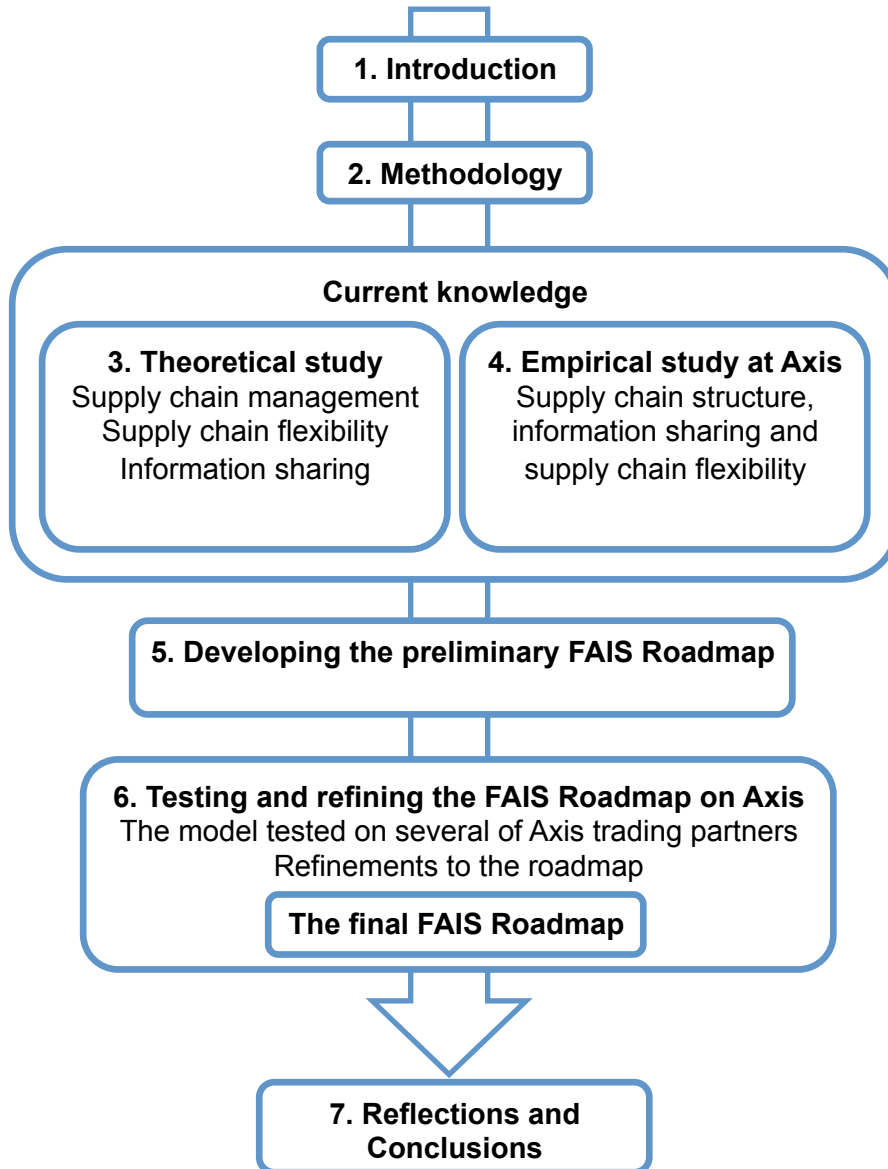 1. Introduction
2. Methodology
Current knowledge
3. Theoretical study
Supply chain management
Supply chain flexibility
Information sharing
4. Empirical study at Axis
Supply chain structure,
information sharing and
supply chain flexibility
5. Developing the preliminary FAIS Roadmap
6. Testing and refining the FAIS Roadmap on Axis
The model tested on several of Axis trading partners
Refinements to the roadmap
The final FAIS Roadmap
7. Reflections and
Conclusions